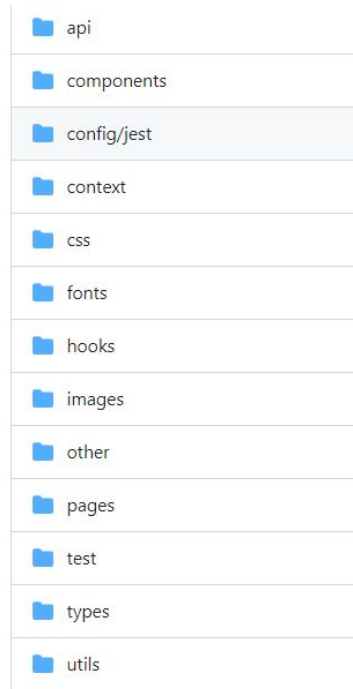 api
components
config/jest
context
css
fonts
hooks
images
other
pages
test
types
utils